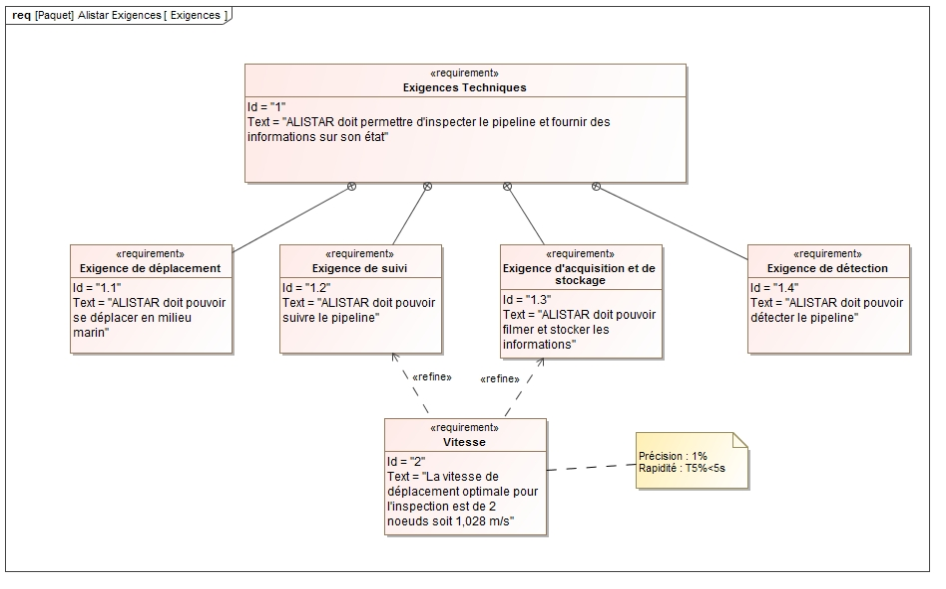 req [Paquet] Alistar Exigences [ Exigences ]
«requirement»
Exigences Techniques
Id = "1"
Text = "ALISTAR doit permettre d'inspecter le pipeline et fournir des
informations sur son état"
«requirement»
Exigence de déplacement
Id = "1.1"
Text = "ALISTAR doit pouvoir
se déplacer en milieu
marin"
«requirement»
Exigence de suivi
Id = "1.2"
Text = "ALISTAR doit pouvoir
suivre le pipeline"
«requirement»
Exigence d'acquisition et de
stockage
Id = "1.3"
Text = "ALISTAR doit pouvoir
filmer et stocker les
informations"
«requirement»
Exigence de détection
Id = "1.4"
Text = "ALISTAR doit pouvoir
détecter le pipeline"
«refine»
«refine»
«requirement»
Vitesse
Id = "2"
Text = "La vitesse de
déplacement optimale pour
l'inspection est de 2
noeuds soit 1,028 m/s"
Précision : 1%
Rapidité : T5%<5s